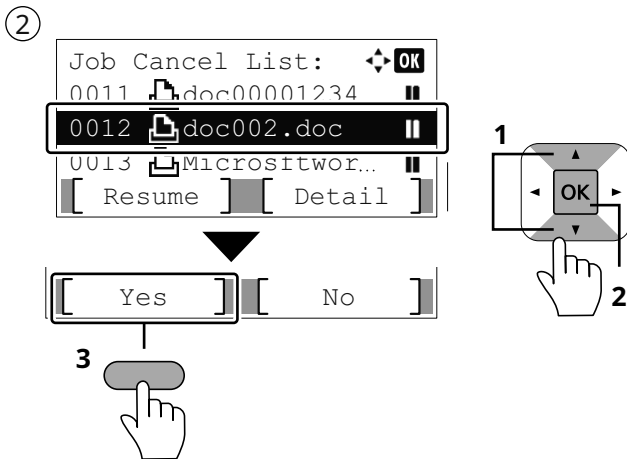 2
Job Cancel List: OK
0011 doc00001234
0012 doc002.doc
0013 Microsftwor...
[ Resume ] [ Detail ]
1
OK
2
[ Yes ] [ No ]
3